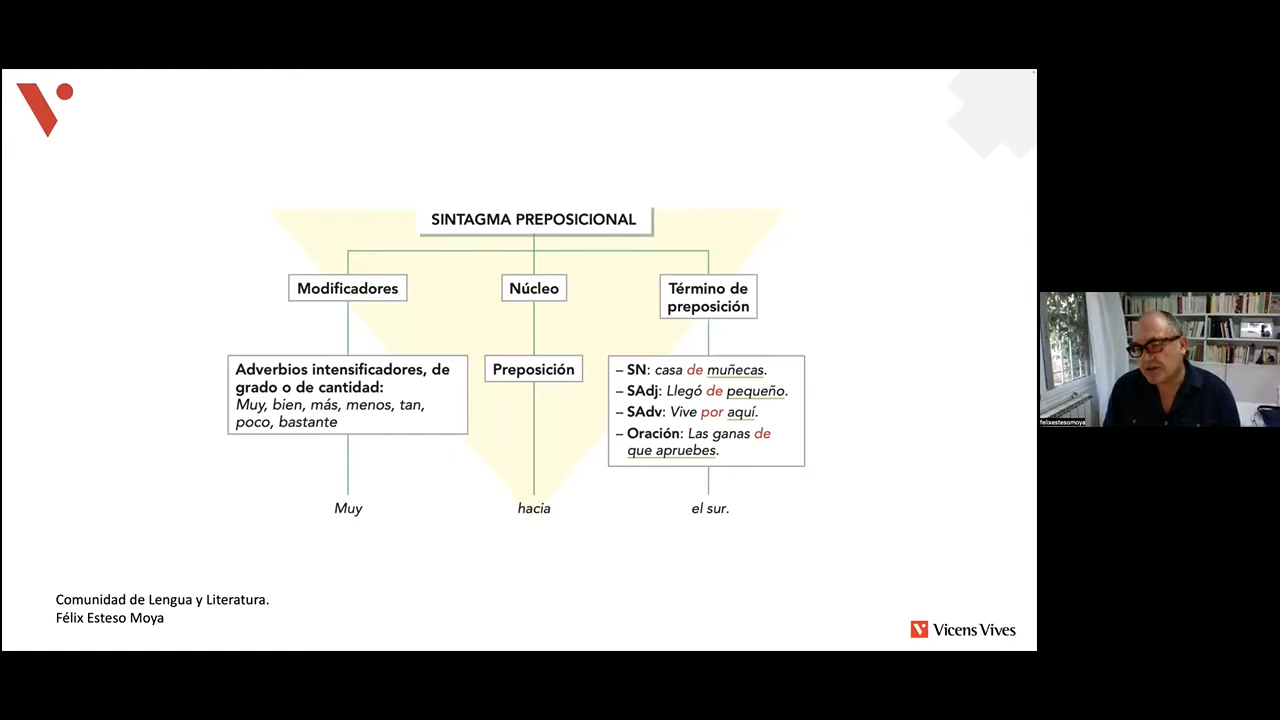 SINTAGMA PREPOSICIONAL
Modificadores
Núcleo
Término de
preposición
Adverbios intensificadores, de
grado o de cantidad:
Muy, bien, más, menos, tan,
poco, bastante
Preposición
– SN: casa de muñecas.
– SAdj: Llegó de pequeño.
– SAdv: Vive por aquí.
– Oración: Las ganas de
que apruebes.
Muy
hacia
el sur.
Comunidad de Lengua y Literatura.
Félix Esteso Moya
Vicens Vives
felixestesomoya